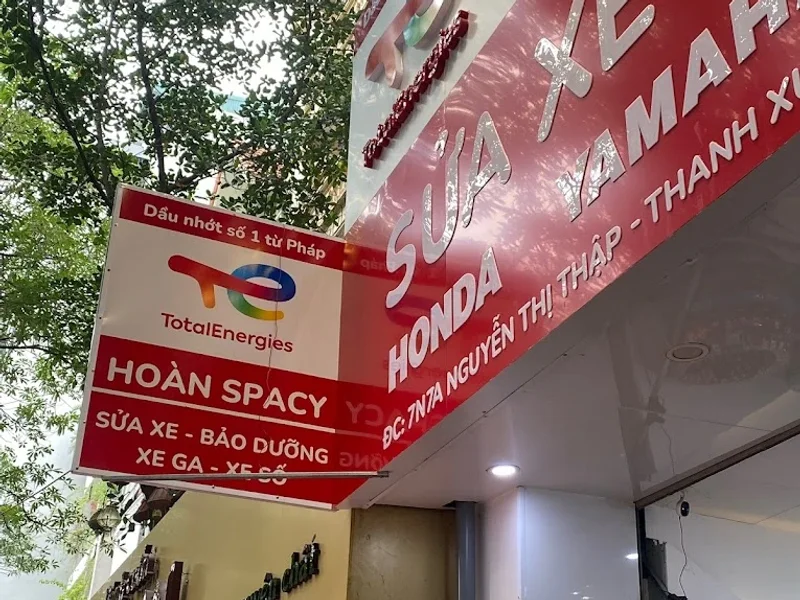 Dầu nhớt số 1 từ Pháp
TotalEnergies
HOÀN SPACY
SỬA XE - BẢO DƯỠNG
XE GA - XE SỐ
TotalEnergies
SỬA XE
HONDA YAMAH
ĐC: 7N7A NGUYỄN THỊ THẬP - THANH XU